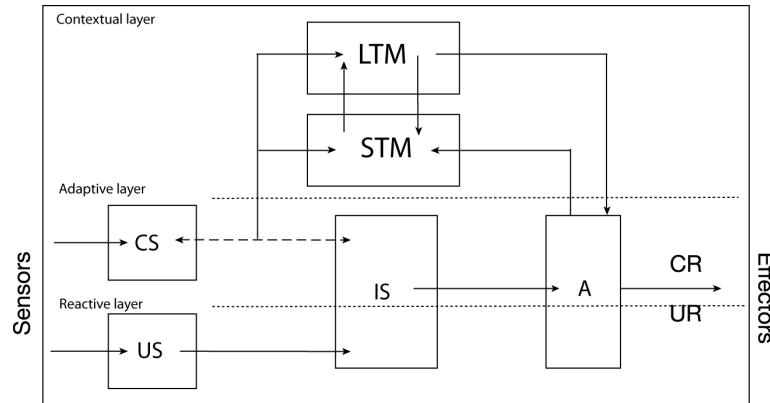 Contextual layer
LTM
STM
Adaptive layer
CS
Sensors
IS
A
CR
UR
Effectors
Reactive layer
US